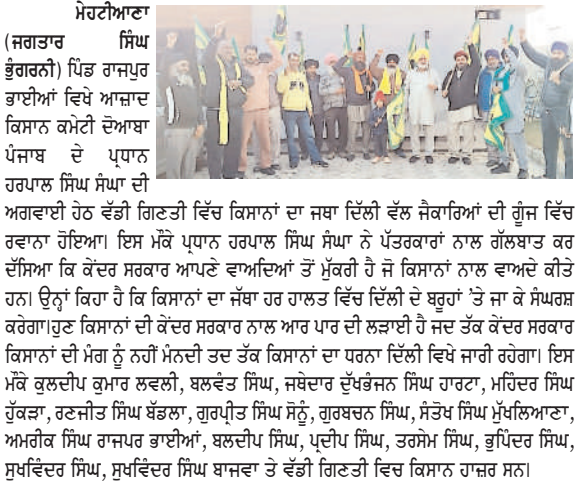 ਮੇਹਟੀਆਣਾ
(ਜਗਤਾਰ ਸਿੰਘ
ਭੁੰਗਰਨੀ) ਪਿੰਡ ਰਾਜਪੁਰ
ਭਾਈਆਂ ਵਿਖੇ ਆਜ਼ਾਦ
ਕਿਸਾਨ ਕਮੇਟੀ ਦੋਆਬਾ
ਪੰਜਾਬ ਦੇ ਪ੍ਰਧਾਨ
ਹਰਪਾਲ ਸਿੰਘ ਸੰਘਾ ਦੀ
ਅਗਵਾਈ ਹੇਠ ਵੱਡੀ ਗਿਣਤੀ ਵਿੱਚ ਕਿਸਾਨਾਂ ਦਾ ਜਥਾ ਦਿੱਲੀ ਵੱਲ ਜੈਕਾਰਿਆਂ ਦੀ ਗੂੰਜ ਵਿੱਚ
ਰਵਾਨਾ ਹੋਇਆ। ਇਸ ਮੌਕੇ ਪ੍ਰਧਾਨ ਹਰਪਾਲ ਸਿੰਘ ਸੰਘਾ ਨੇ ਪੱਤਰਕਾਰਾਂ ਨਾਲ ਗੱਲਬਾਤ ਕਰ
ਦੱਸਿਆ ਕਿ ਕੇਂਦਰ ਸਰਕਾਰ ਆਪਣੇ ਵਾਅਦਿਆਂ ਤੋਂ ਮੁੱਕਰੀ ਹੈ ਜੋ ਕਿਸਾਨਾਂ ਨਾਲ ਵਾਅਦੇ ਕੀਤੇ
ਹਨ। ਉਨ੍ਹਾਂ ਕਿਹਾ ਹੈ ਕਿ ਕਿਸਾਨਾਂ ਦਾ ਜੱਥਾ ਹਰ ਹਾਲਤ ਵਿੱਚ ਦਿੱਲੀ ਦੇ ਬਰੂਹਾਂ 'ਤੇ ਜਾ ਕੇ ਸੰਘਰਸ਼
ਕਰੇਗਾ।ਹੁਣ ਕਿਸਾਨਾਂ ਦੀ ਕੇਂਦਰ ਸਰਕਾਰ ਨਾਲ ਆਰ ਪਾਰ ਦੀ ਲੜਾਈ ਹੈ ਜਦ ਤੱਕ ਕੇਂਦਰ ਸਰਕਾਰ
ਕਿਸਾਨਾਂ ਦੀ ਮੰਗ ਨੂੰ ਨਹੀਂ ਮੰਨਦੀ ਤਦ ਤੱਕ ਕਿਸਾਨਾਂ ਦਾ ਧਰਨਾ ਦਿੱਲੀ ਵਿਖੇ ਜਾਰੀ ਰਹੇਗਾ। ਇਸ
ਮੌਕੇ ਕੁਲਦੀਪ ਕੁਮਾਰ ਲਵਲੀ, ਬਲਵੰਤ ਸਿੰਘ, ਜਥੇਦਾਰ ਦੁੱਖਭੰਜਨ ਸਿੰਘ ਹਾਰਟਾ, ਮਹਿੰਦਰ ਸਿੰਘ
ਹੁੱਕੜਾ, ਰਣਜੀਤ ਸਿੰਘ ਬੱਡਲਾ, ਗੁਰਪ੍ਰੀਤ ਸਿੰਘ ਸੋਨੂੰ, ਗੁਰਬਚਨ ਸਿੰਘ, ਸੰਤੋਖ ਸਿੰਘ ਮੁੱਖਲਿਆਣਾ,
ਅਮਰੀਕ ਸਿੰਘ ਰਾਜਪਰ ਭਾਈਆਂ, ਬਲਦੀਪ ਸਿੰਘ, ਪ੍ਰਦੀਪ ਸਿੰਘ, ਤਰਸੇਮ ਸਿੰਘ, ਭੁਪਿੰਦਰ ਸਿੰਘ,
ਸੁਖਵਿੰਦਰ ਸਿੰਘ, ਸੁਖਵਿੰਦਰ ਸਿੰਘ ਬਾਜਵਾ ਤੇ ਵੱਡੀ ਗਿਣਤੀ ਵਿਚ ਕਿਸਾਨ ਹਾਜ਼ਰ ਸਨ।